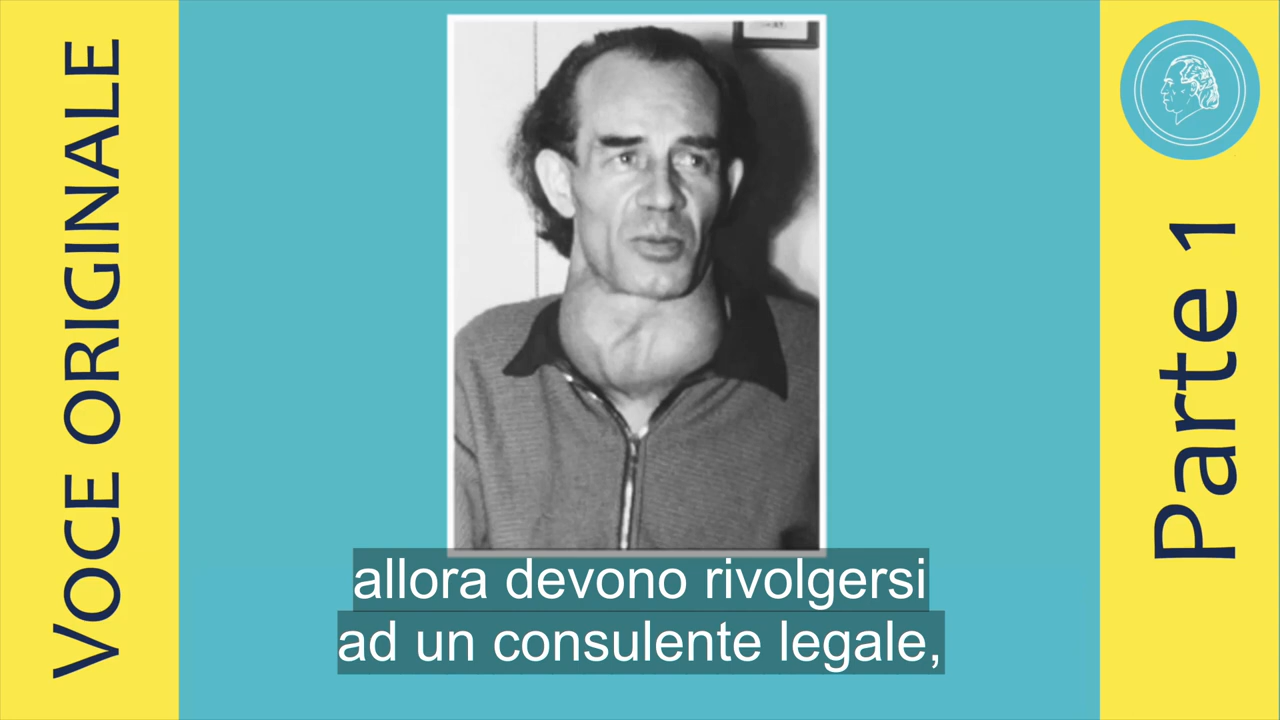 VOCE ORIGINALE
Parte 1
allora devono rivolgersi
ad un consulente legale,